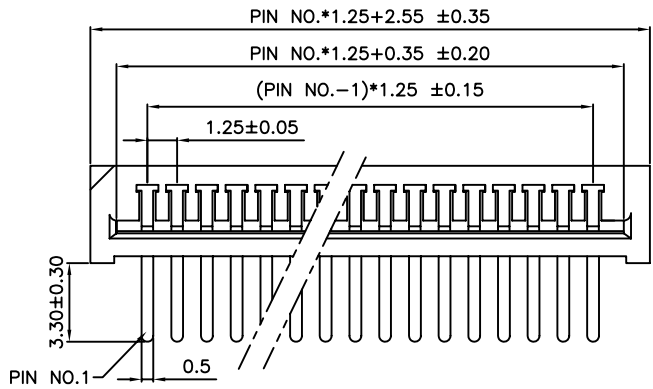 PIN NO.*1.25+2.55 ±0.35
PIN NO.*1.25+0.35 ±0.20
(PIN NO.-1)*1.25 ±0.15
1.25±0.05
3.30±0.30
PIN NO.1
0.5